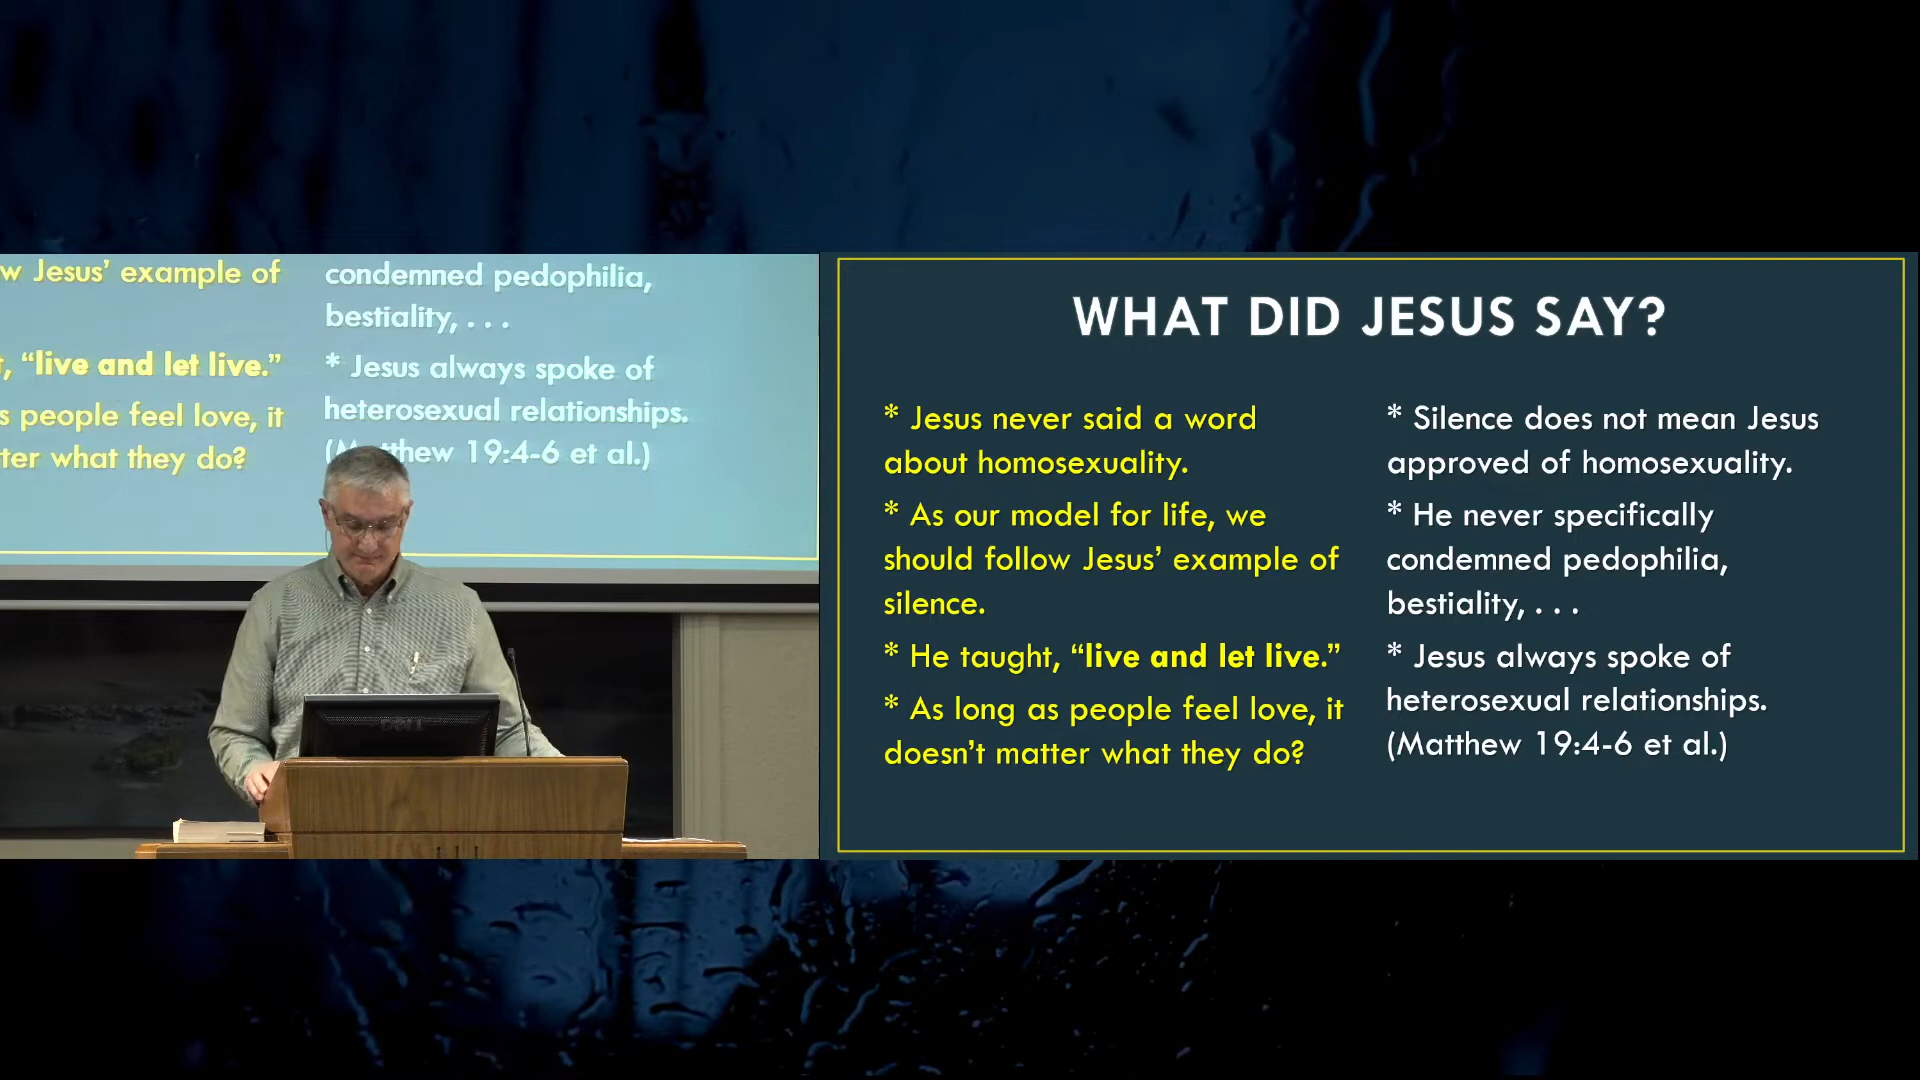 w Jesus’ example of
t, “live and let live.”
s people feel love, it
ter what they do?
condemned pedophilia,
bestiality, . . .
* Jesus always spoke of
heterosexual relationships.
(Matthew 19:4-6 et al.)
DELL
WHAT DID JESUS SAY?
* Jesus never said a word
about homosexuality.
* As our model for life, we
should follow Jesus’ example of
silence.
* He taught, “live and let live.”
* As long as people feel love, it
doesn’t matter what they do?
* Silence does not mean Jesus
approved of homosexuality.
* He never specifically
condemned pedophilia,
bestiality, . . .
* Jesus always spoke of
heterosexual relationships.
(Matthew 19:4-6 et al.)